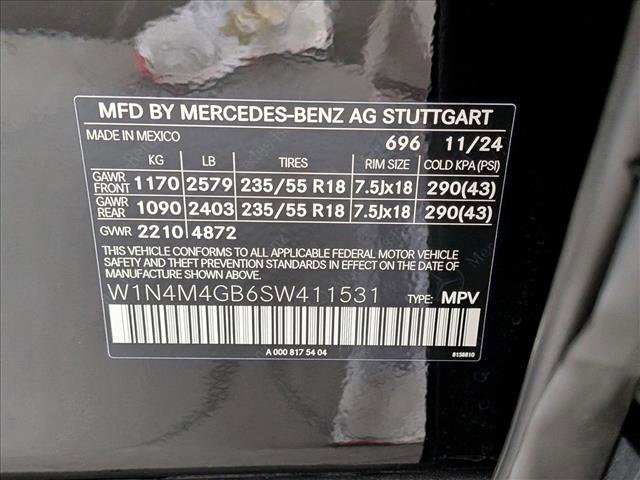 MFD BY MERCEDES-BENZ AG STUTTGART
MADE IN MEXICO 696 11/24
KG LB TIRES RIM SIZE COLD KPA (PSI)
GAWR FRONT 1170 2579 235/55 R18 7.5Jx18 290(43)
GAWR REAR 1090 2403 235/55 R18 7.5Jx18 290(43)
GVWR 2210 4872
THIS VEHICLE CONFORMS TO ALL APPLICABLE FEDERAL MOTOR VEHICLE
SAFETY AND THEFT PREVENTION STANDARDS IN EFFECT ON THE DATE OF
MANUFACTURE SHOWN ABOVE.
W1N4M4GB6SW411531 TYPE: MPV
A 000 817 54 04